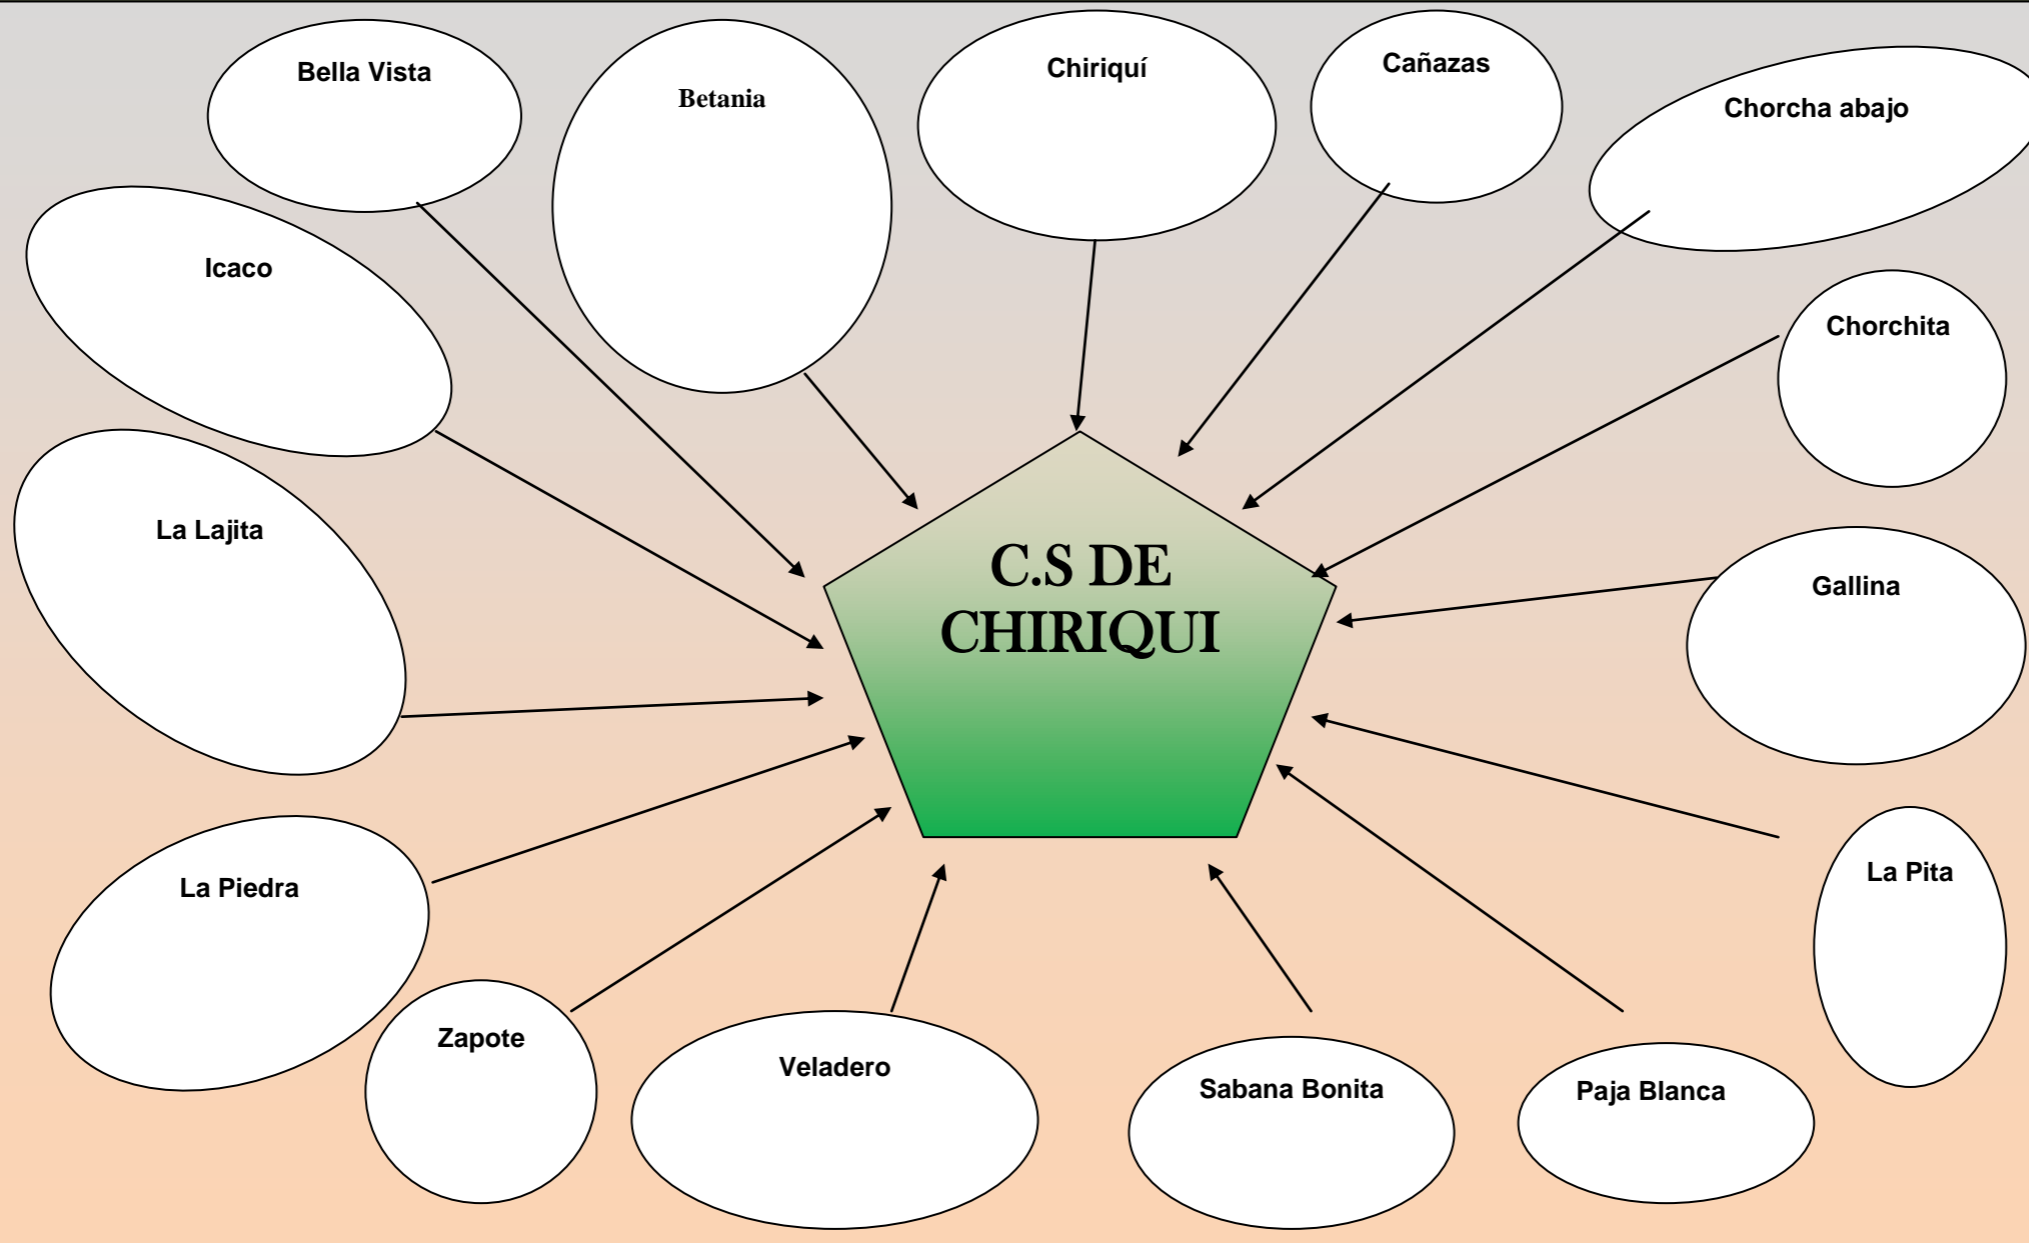 Bella Vista
Betania
Chiriquí
Cañazas
Chorcha abajo
Icaco
Chorchita
La Lajita
C.S DE
CHIRIQUI
Gallina
La Piedra
La Pita
Zapote
Veladero
Sabana Bonita
Paja Blanca